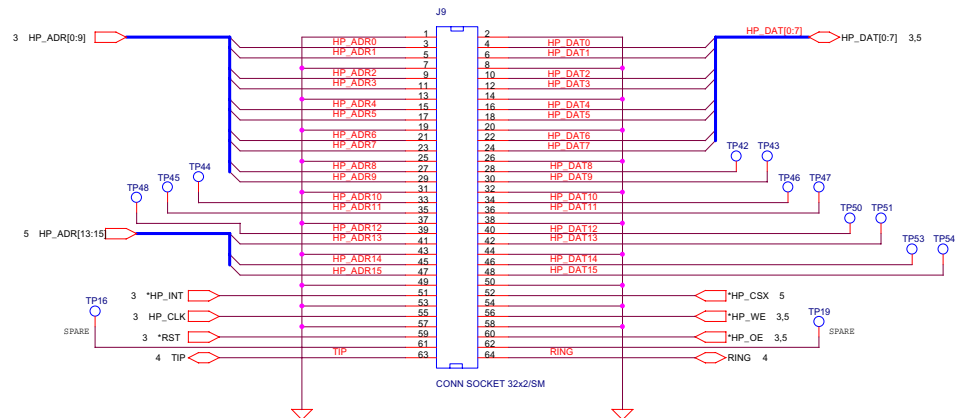 J9
3 HP_ADR[0:9] 1 2 HP_DAT[0:7] HP_DAT[0:7] 3,5
HP_ADR0 3 4 HP_DAT0
HP_ADR1 5 6 HP_DAT1
7 8
HP_ADR2 9 10 HP_DAT2
HP_ADR3 11 12 HP_DAT3
13 14
HP_ADR4 15 16 HP_DAT4
HP_ADR5 17 18 HP_DAT5
19 20
HP_ADR6 21 22 HP_DAT6
HP_ADR7 23 24 HP_DAT7
TP42 TP43
25 26
HP_ADR8 27 28 HP_DAT8
TP44 HP_ADR9 29 30 HP_DAT9
TP48 TP45 31 32 TP46 TP47
HP_ADR10 33 34 HP_DAT10
HP_ADR11 35 36 HP_DAT11
37 38 TP50 TP51
HP_ADR12 39 40 HP_DAT12
5 HP_ADR[13:15] HP_ADR13 41 42 HP_DAT13
43 44 TP53 TP54
HP_ADR14 45 46 HP_DAT14
HP_ADR15 47 48 HP_DAT15
49 50
3 *HP_INT 51 52 *HP_CSX 5
TP16 53 54
3 HP_CLK 55 56 *HP_WE 3,5
57 58 TP19
SPARE SPARE
3 *RST 59 60 *HP_OE 3,5
61 62
4 TIP TIP 63 64 RING RING 4
CONN SOCKET 32x2/SM